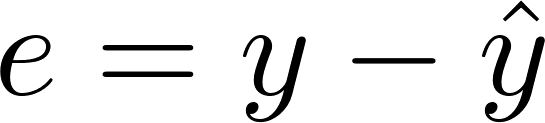 e = y − ŷ